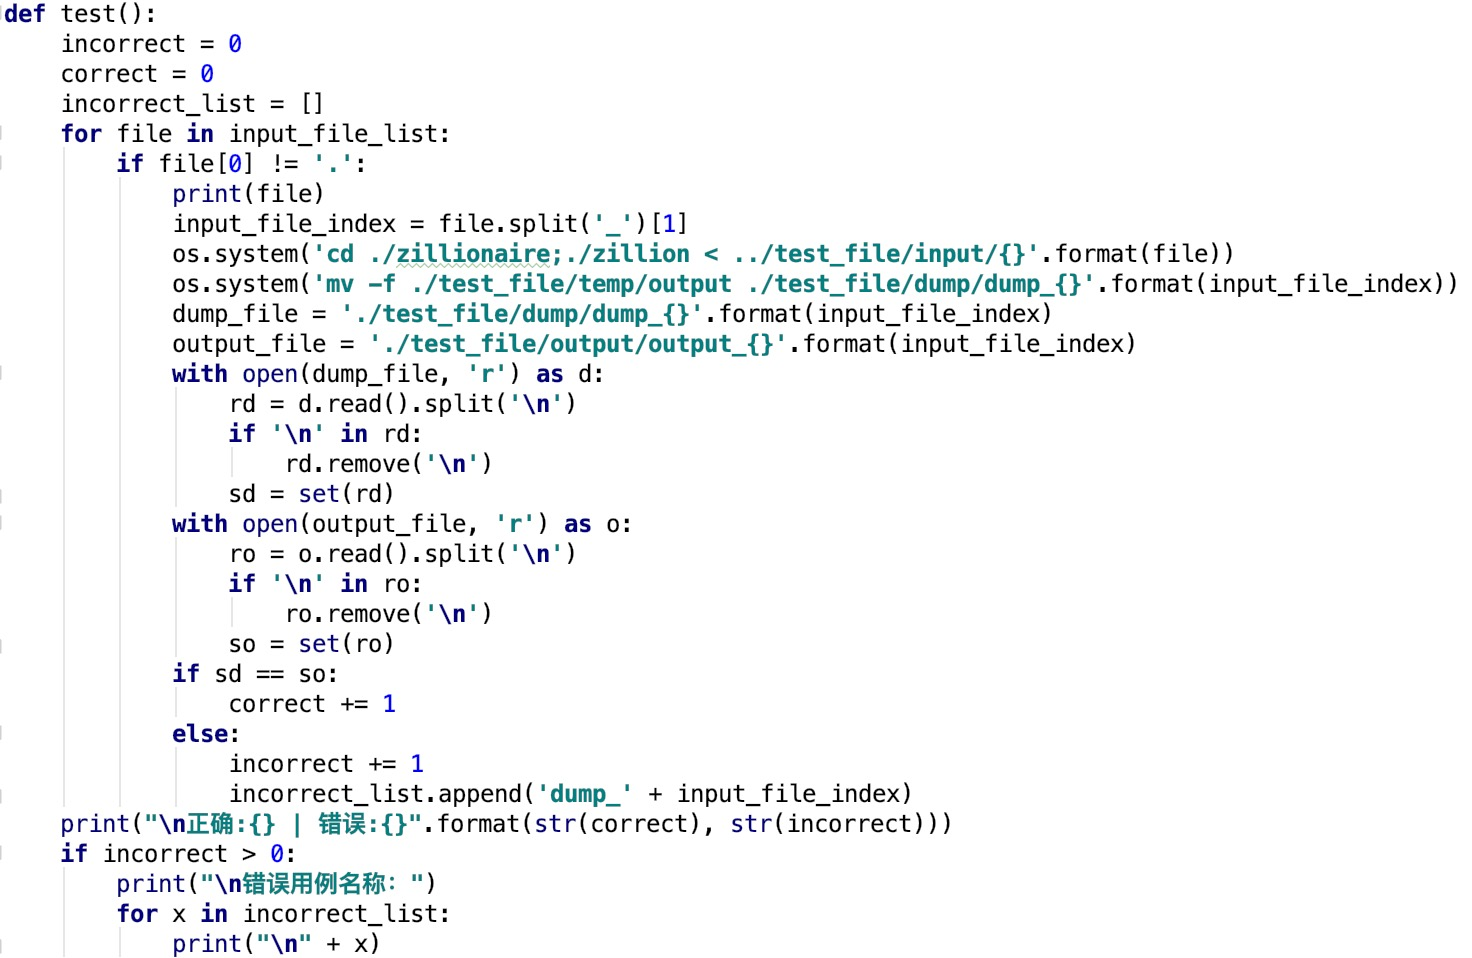 def test():
    incorrect = 0
    correct = 0
    incorrect_list = []
    for file in input_file_list:
        if file[0] != '.':
            print(file)
            input_file_index = file.split('_')[1]
            os.system('cd ./zillionaire;./zillion < ../test_file/input/{}'.format(file))
            os.system('mv -f ./test_file/temp/output ./test_file/dump/dump_{}'.format(input_file_index))
            dump_file = './test_file/dump/dump_{}'.format(input_file_index)
            output_file = './test_file/output/output_{}'.format(input_file_index)
            with open(dump_file, 'r') as d:
                rd = d.read().split('\n')
                if '\n' in rd:
                    rd.remove('\n')
                sd = set(rd)
            with open(output_file, 'r') as o:
                ro = o.read().split('\n')
                if '\n' in ro:
                    ro.remove('\n')
                so = set(ro)
            if sd == so:
                correct += 1
            else:
                incorrect += 1
                incorrect_list.append('dump_' + input_file_index)
    print("\n正确:{} | 错误:{}".format(str(correct), str(incorrect)))
    if incorrect > 0:
        print("\n错误用例名称：")
        for x in incorrect_list:
            print("\n" + x)